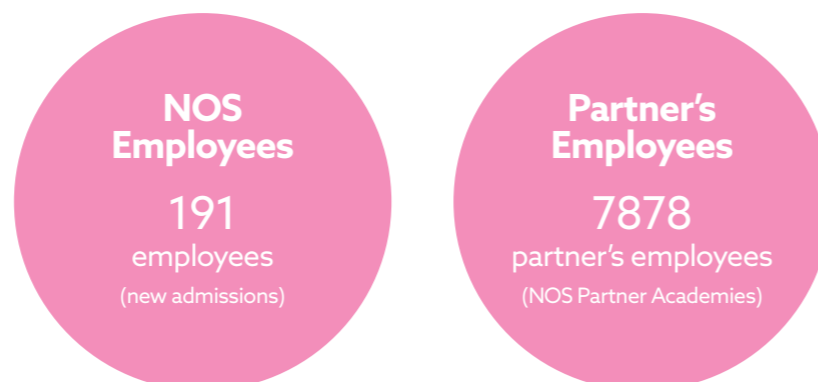 NOS
Employees
191
employees
(new admissions)
Partner's
Employees
7878
partner's employees
(NOS Partner Academies)